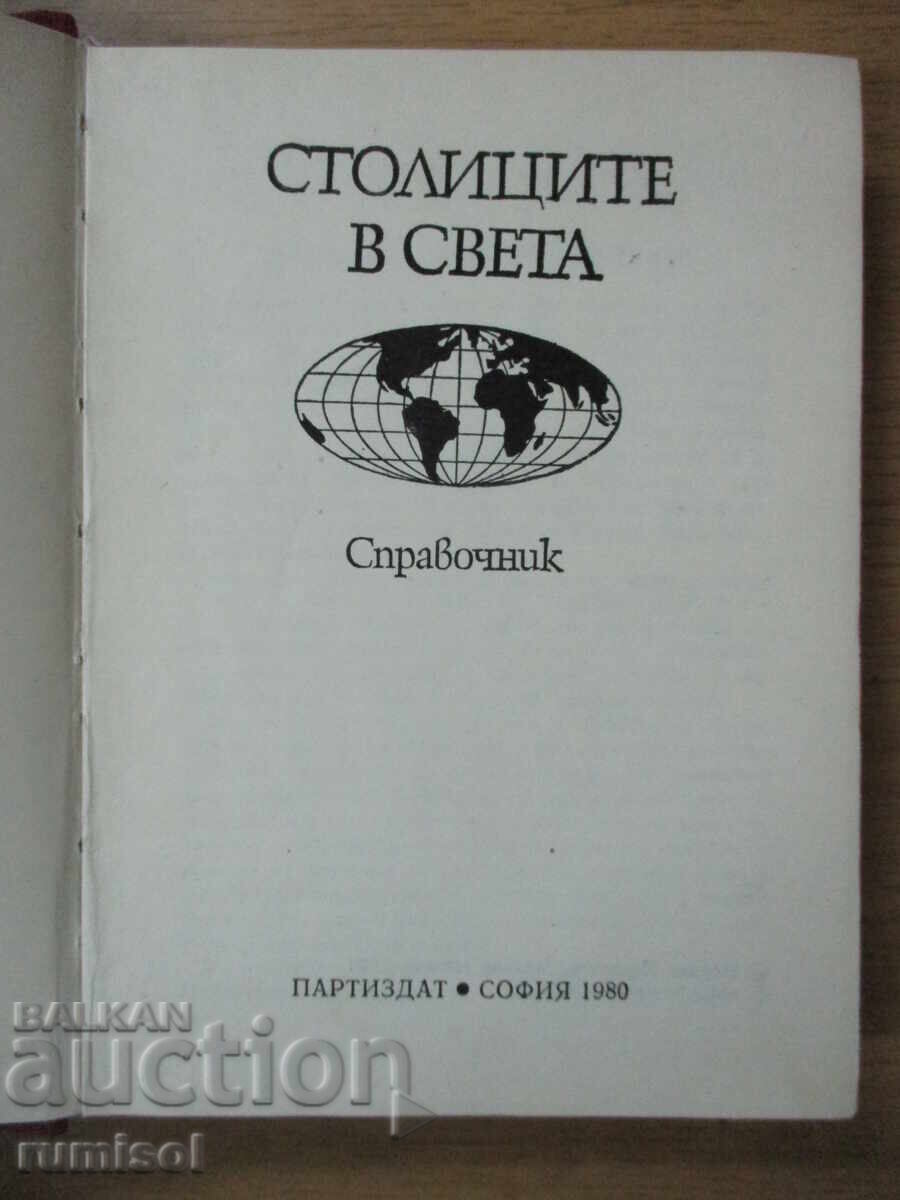 СТОЛИЦИТЕ
В СВЕТА
Справочник
ПАРТИЗДАТ • СОФИЯ 1980
BALKAN
auction
rumisol